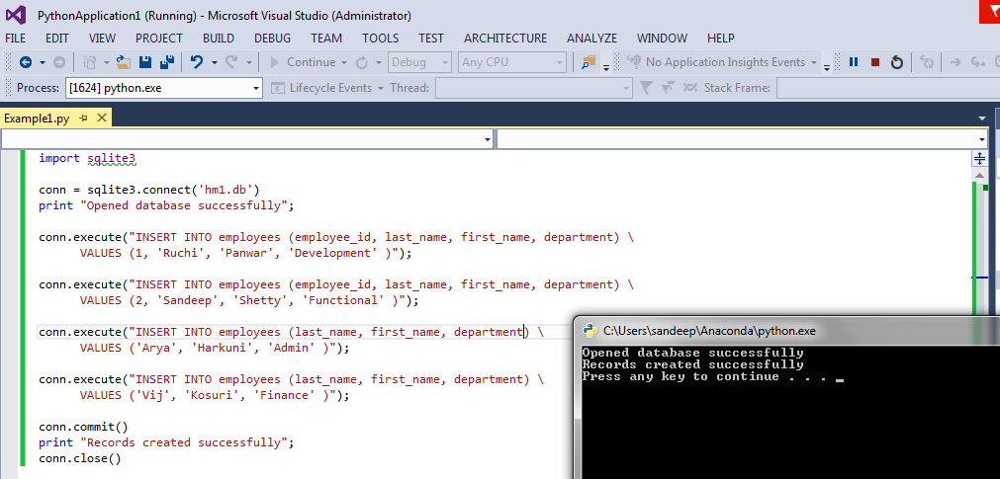 PythonApplication1 (Running) - Microsoft Visual Studio (Administrator)
FILE EDIT VIEW PROJECT BUILD DEBUG TEAM TOOLS TEST ARCHITECTURE ANALYZE WINDOW HELP
Continue Debug Any CPU No Application Insights Events
Process: [1624] python.exe Lifecycle Events Thread: Stack Frame:
Example1.py
import sqlite3
conn = sqlite3.connect('hm1.db')
print "Opened database successfully";
conn.execute("INSERT INTO employees (employee_id, last_name, first_name, department) \
VALUES (1, 'Ruchi', 'Panwar', 'Development' )");
conn.execute("INSERT INTO employees (employee_id, last_name, first_name, department) \
VALUES (2, 'Sandeep', 'Shetty', 'Functional' )");
conn.execute("INSERT INTO employees (last_name, first_name, department) \
VALUES ('Arya', 'Harkuni', 'Admin' )");
conn.execute("INSERT INTO employees (last_name, first_name, department) \
VALUES ('Vij', 'Kosuri', 'Finance' )");
conn.commit()
print "Records created successfully";
conn.close()
C:\Users\sandeep\Anaconda\python.exe
Opened database successfully
Records created successfully
Press any key to continue . . . _